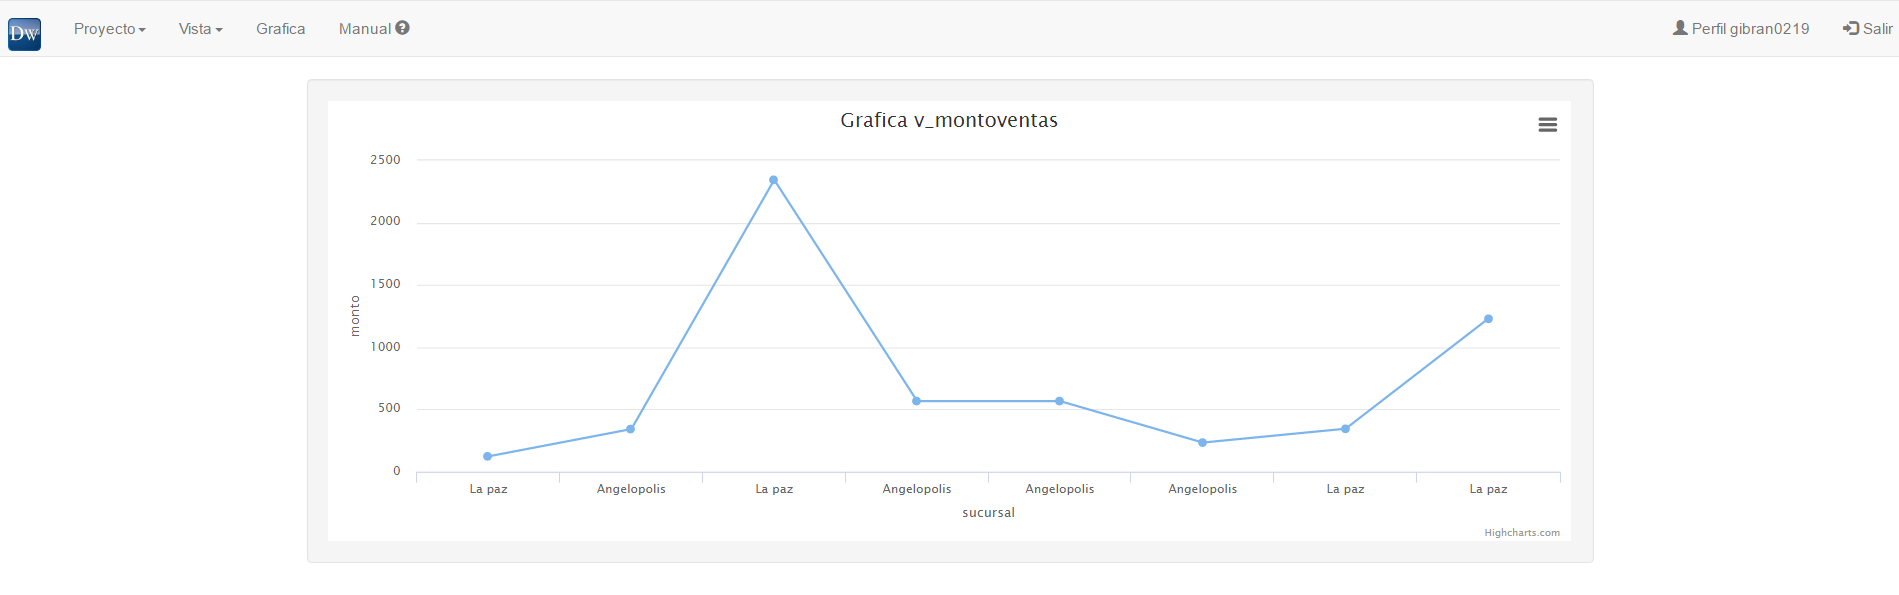 DW Proyecto Vista Grafica Manual Perfil gibran0219 Salir
Grafica v_montoventas
2500
2000
1500
1000
500
0
monto
La paz Angelopolis La paz Angelopolis Angelopolis Angelopolis La paz La paz
sucursal
Highcharts.com